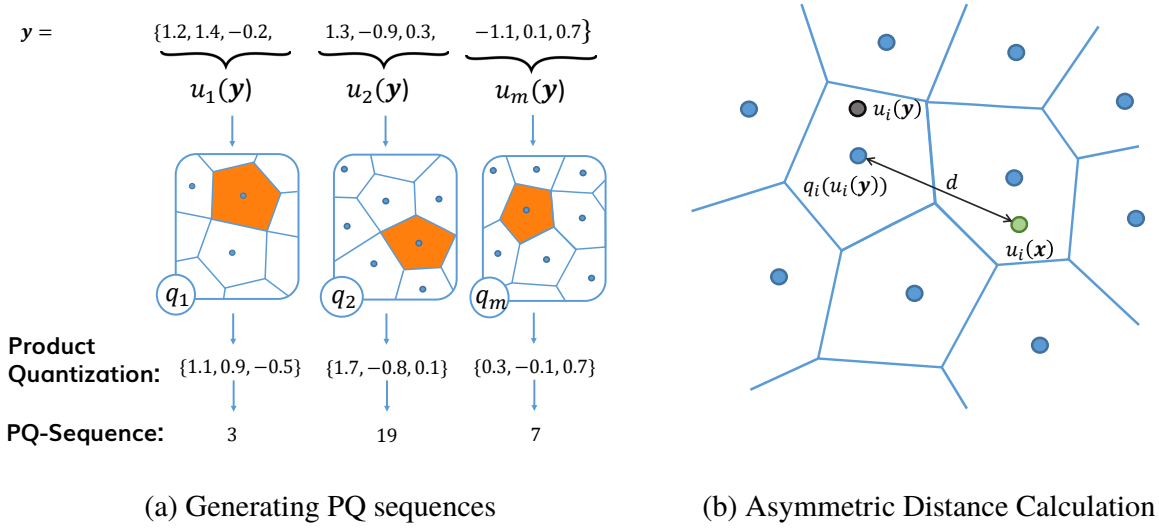 y = {1.2, 1.4, −0.2, 1.3, −0.9, 0.3, −1.1, 0.1, 0.7}
u₁(y) u₂(y) uₘ(y)
q₁ q₂ qₘ
Product
Quantization: {1.1, 0.9, −0.5} {1.7, −0.8, 0.1} {0.3, −0.1, 0.7}
PQ-Sequence: 3 19 7
(a) Generating PQ sequences
uᵢ(y)
qᵢ(uᵢ(y))
d
uᵢ(x)
(b) Asymmetric Distance Calculation